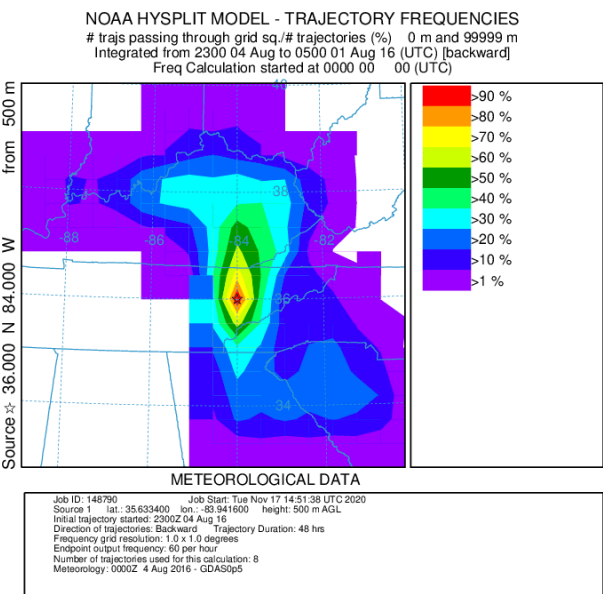 NOAA HYSPLIT MODEL - TRAJECTORY FREQUENCIES
# trajs passing through grid sq./# trajectories (%) 0 m and 99999 m
Integrated from 2300 04 Aug to 0500 01 Aug 16 (UTC) [backward]
Freq Calculation started at 0000 00 00 (UTC)
Source ☆ 36.000 N 84.000 W from 500 m
40
38
-88
-86
-84
-82
36
34
>90 %
>80 %
>70 %
>60 %
>50 %
>40 %
>30 %
>20 %
>10 %
>1 %
METEOROLOGICAL DATA
Job ID: 148790 Job Start: Tue Nov 17 14:51:38 UTC 2020
Source 1 lat.: 35.633400 lon.: -83.941600 height: 500 m AGL
Initial trajectory started: 2300Z 04 Aug 16
Direction of trajectories: Backward Trajectory Duration: 48 hrs
Frequency grid resolution: 1.0 x 1.0 degrees
Endpoint output frequency: 60 per hour
Number of trajectories used for this calculation: 8
Meteorology: 0000Z 4 Aug 2016 - GDAS0p5